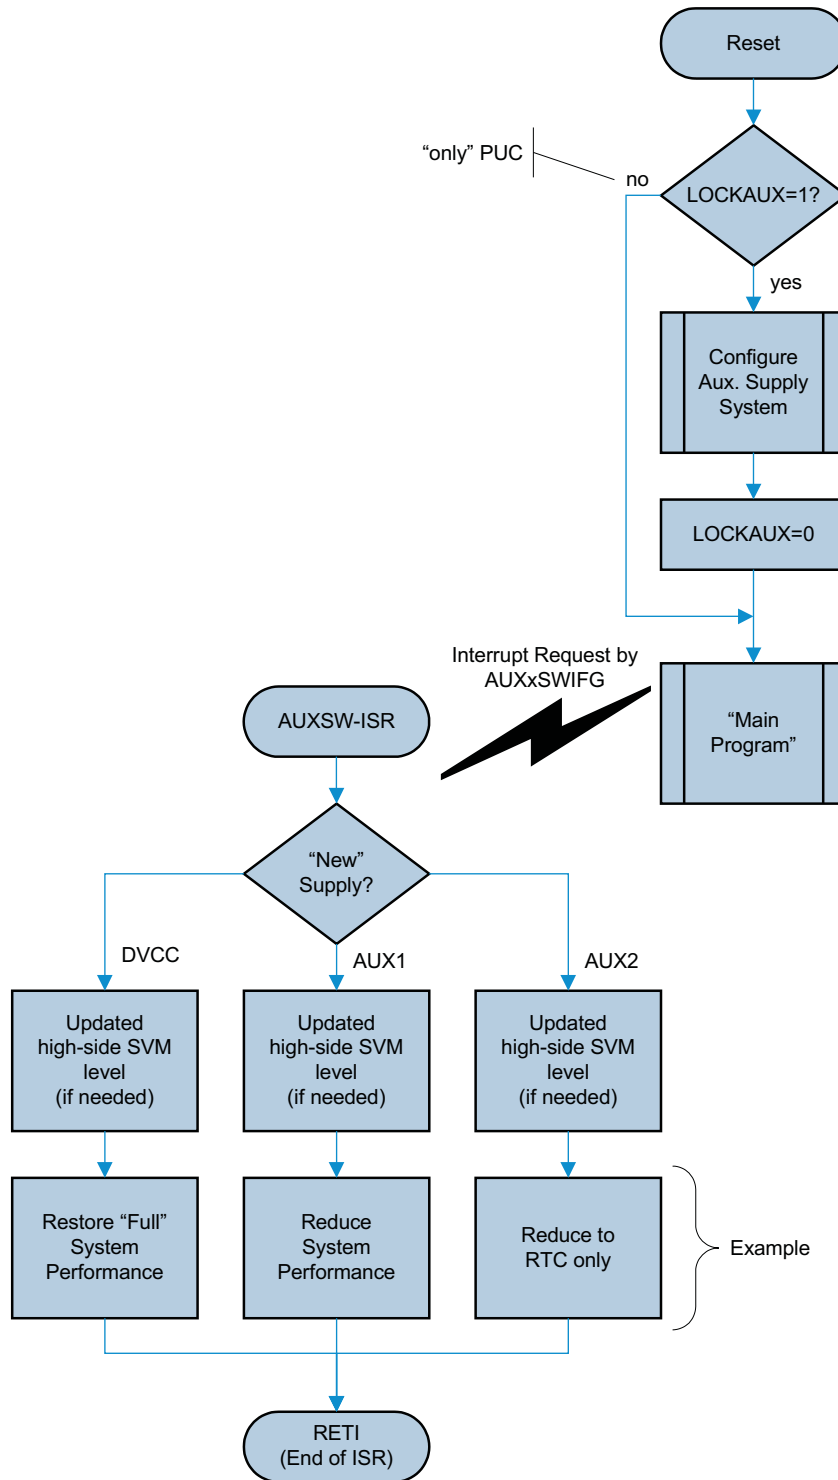 Reset
“only” PUC
no
LOCKAUX=1?
yes
Configure
Aux. Supply
System
LOCKAUX=0
Interrupt Request by
AUXxSWIFG
“Main
Program”
AUXSW-ISR
“New”
Supply?
DVCC
AUX1
AUX2
Updated
high-side SVM
level
(if needed)
Updated
high-side SVM
level
(if needed)
Updated
high-side SVM
level
(if needed)
Restore “Full”
System
Performance
Reduce
System
Performance
Reduce to
RTC only
Example
RETI
(End of ISR)